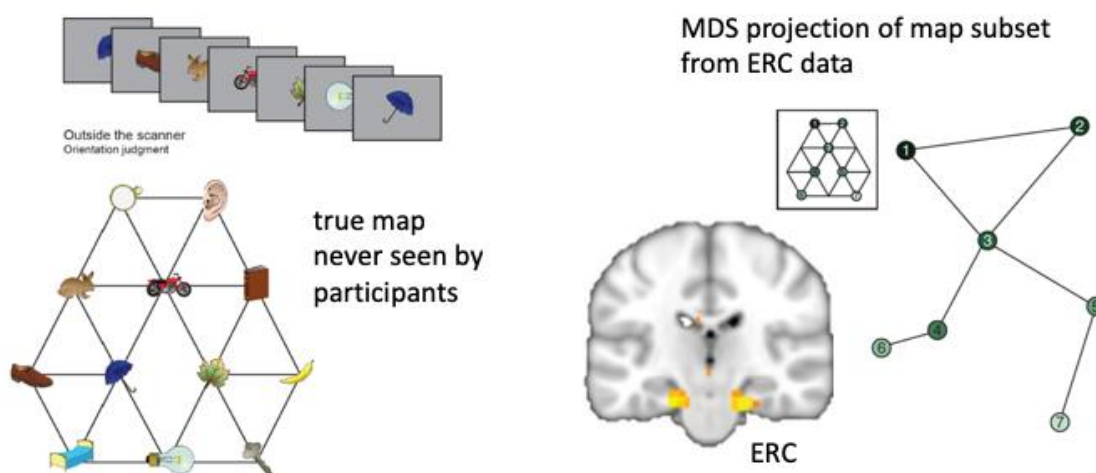 Outside the scanner
Orientation judgment
true map
never seen by
participants
MDS projection of map subset
from ERC data
1
2
3
4
5
6
7
ERC